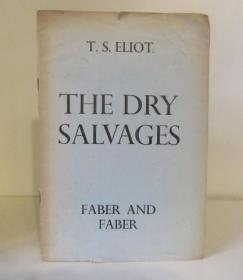 T. S. ELIOT
THE DRY
SALVAGES
FABER AND
FABER